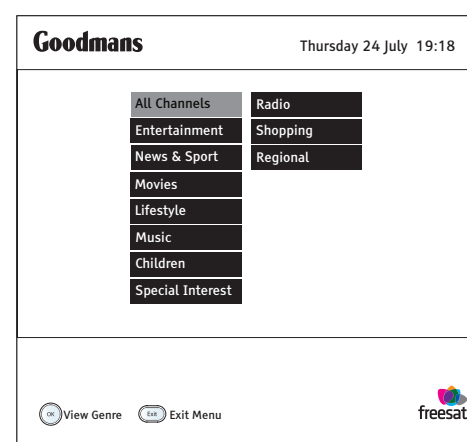 Goodmans
Thursday 24 July 19:18
All Channels
Entertainment
News & Sport
Movies
Lifestyle
Music
Children
Special Interest
Radio
Shopping
Regional
OK View Genre
Exit Exit Menu
freesat